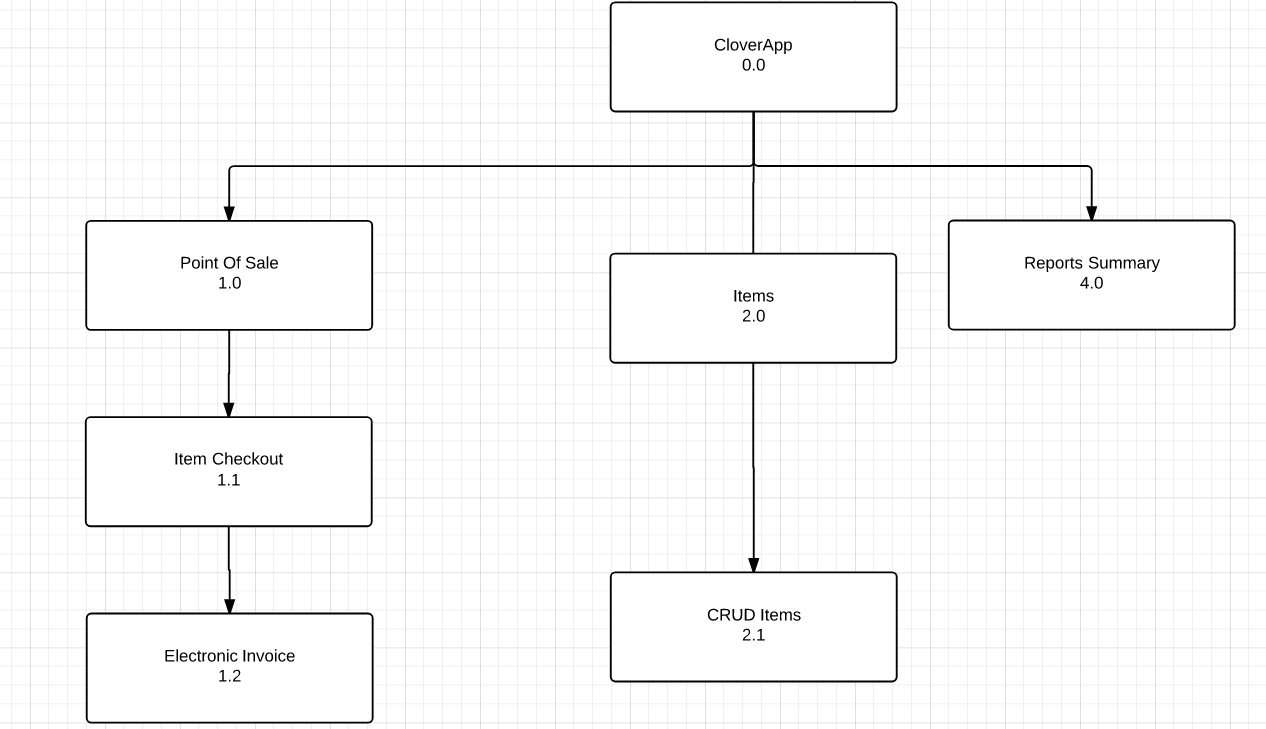 CloverApp
0.0
Point Of Sale
1.0
Items
2.0
Reports Summary
4.0
Item Checkout
1.1
CRUD Items
2.1
Electronic Invoice
1.2